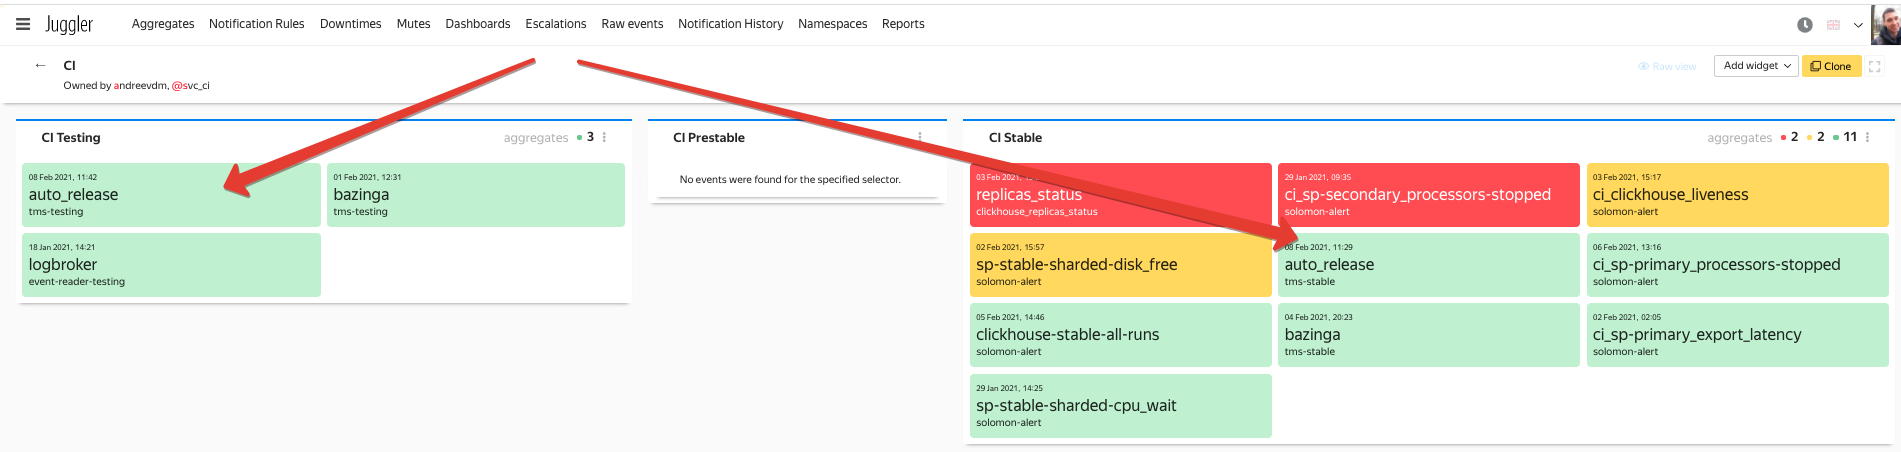 Juggler Aggregates Notification Rules Downtimes Mutes Dashboards Escalations Raw events Notification History Namespaces Reports
← CI
Raw view Add widget Clone
Owned by andreevdm, @svc_ci
CI Testing aggregates 3
08 Feb 2021, 11:42
auto_release
tms-testing
01 Feb 2021, 12:31
bazinga
tms-testing
18 Jan 2021, 14:21
logbroker
event-reader-testing
CI Prestable
No events were found for the specified selector.
CI Stable aggregates 2 2 11
03 Feb 2021,
replicas_status
clickhouse_replicas_status
29 Jan 2021, 09:35
ci_sp-secondary_processors-stopped
solomon-alert
03 Feb 2021, 15:17
ci_clickhouse_liveness
solomon-alert
02 Feb 2021, 15:57
sp-stable-sharded-disk_free
solomon-alert
08 Feb 2021, 11:29
auto_release
tms-stable
06 Feb 2021, 13:16
ci_sp-primary_processors-stopped
solomon-alert
05 Feb 2021, 14:46
clickhouse-stable-all-runs
solomon-alert
04 Feb 2021, 20:23
bazinga
tms-stable
02 Feb 2021, 02:05
ci_sp-primary_export_latency
solomon-alert
29 Jan 2021, 14:25
sp-stable-sharded-cpu_wait
solomon-alert